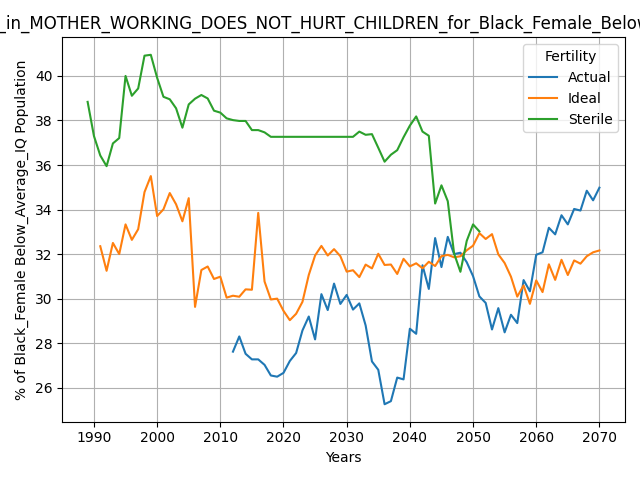 _in_MOTHER_WORKING_DOES_NOT_HURT_CHILDREN_for_Black_Female_Below
Fertility
Actual
Ideal
Sterile
% of Black_Female Below_Average_IQ Population
40
38
36
34
32
30
28
26
1990 2000 2010 2020 2030 2040 2050 2060 2070
Years